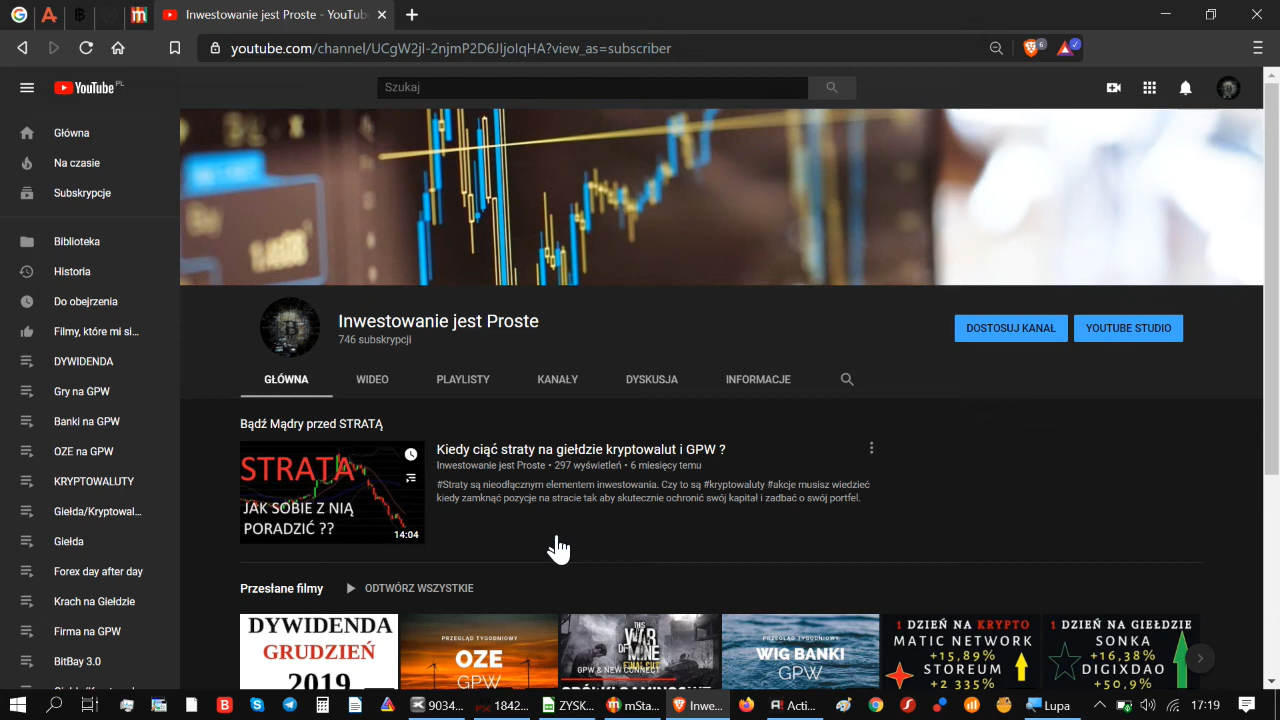 Inwestowanie jest Proste - YouTub
youtube.com/channel/UCgW2jl-2njmP2D6JIjoIqHA?view_as=subscriber
6
YouTube PL
Szukaj
Główna
Na czasie
Subskrypcje
Biblioteka
Historia
Do obejrzenia
Filmy, które mi si...
DYWIDENDA
Gry na GPW
Banki na GPW
OZE na GPW
KRYPTOWALUTY
Giełda/Kryptowal...
Giełda
Forex day after day
Krach na Giełdzie
Firma na GPW
BitBay 3.0
Inwestowanie jest Proste
746 subskrypcji
DOSTOSUJ KANAŁ
YOUTUBE STUDIO
GŁÓWNA
WIDEO
PLAYLISTY
KANAŁY
DYSKUSJA
INFORMACJE
Bądź Mądry przed STRATĄ
STRATA
JAK SOBIE Z NIĄ
PORADZIĆ ??
14:04
Kiedy ciąć straty na giełdzie kryptowalut i GPW ?
Inwestowanie jest Proste • 297 wyświetleń • 6 miesięcy temu
#Straty są nieodłącznym elementem inwestowania. Czy to są #kryptowaluty #akcje musisz wiedzieć
kiedy zamknąć pozycje na stracie tak aby skutecznie ochronić swój kapitał i zadbać o swój portfel.
Przesłane filmy
ODTWÓRZ WSZYSTKIE
DYWIDENDA
GRUDZIEŃ
2019
PRZEGLĄD TYGODNIOWY
OZE
GPW
THIS
WAR
OF
MINE
FINAL CUT
GPW & NEW CONNECT
PRZEGLĄD TYGODNIOWY
WIG BANKI
GPW
1 DZIEŃ NA KRYPTO
MATIC NETWORK
+15,89%
STOREUM
+2 335%
1 DZIEŃ NA GIEŁDZIE
SONKA
+16,38%
DIGIXDAO
+50,9%
9034...
1842...
ZYSK...
mSta...
Inwe...
Acti...
Lupa
17:19